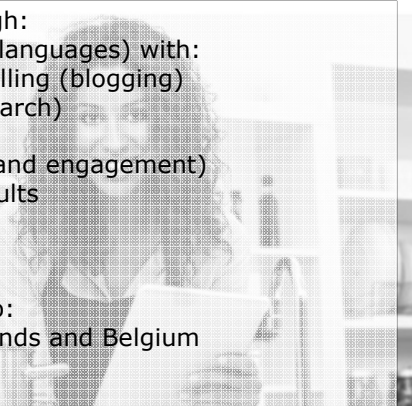 gh:
languages) with:
lling (blogging)
arch)
and engagement)
ults
o:
nds and Belgium